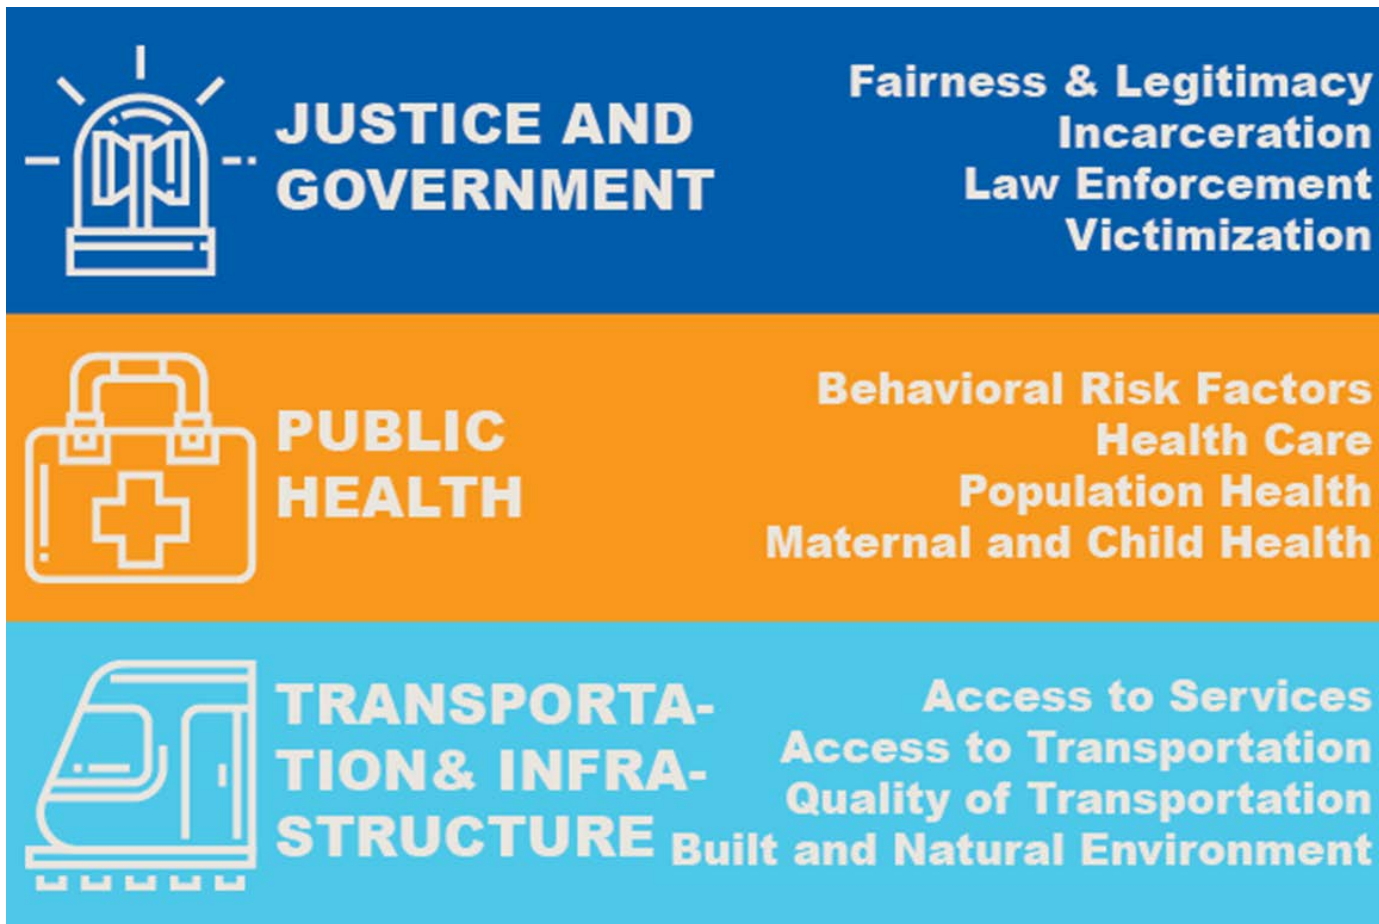 JUSTICE AND
GOVERNMENT
Fairness & Legitimacy
Incarceration
Law Enforcement
Victimization
PUBLIC
HEALTH
Behavioral Risk Factors
Health Care
Population Health
Maternal and Child Health
TRANSPORTA-
TION& INFRA-
STRUCTURE
Access to Services
Access to Transportation
Quality of Transportation
Built and Natural Environment